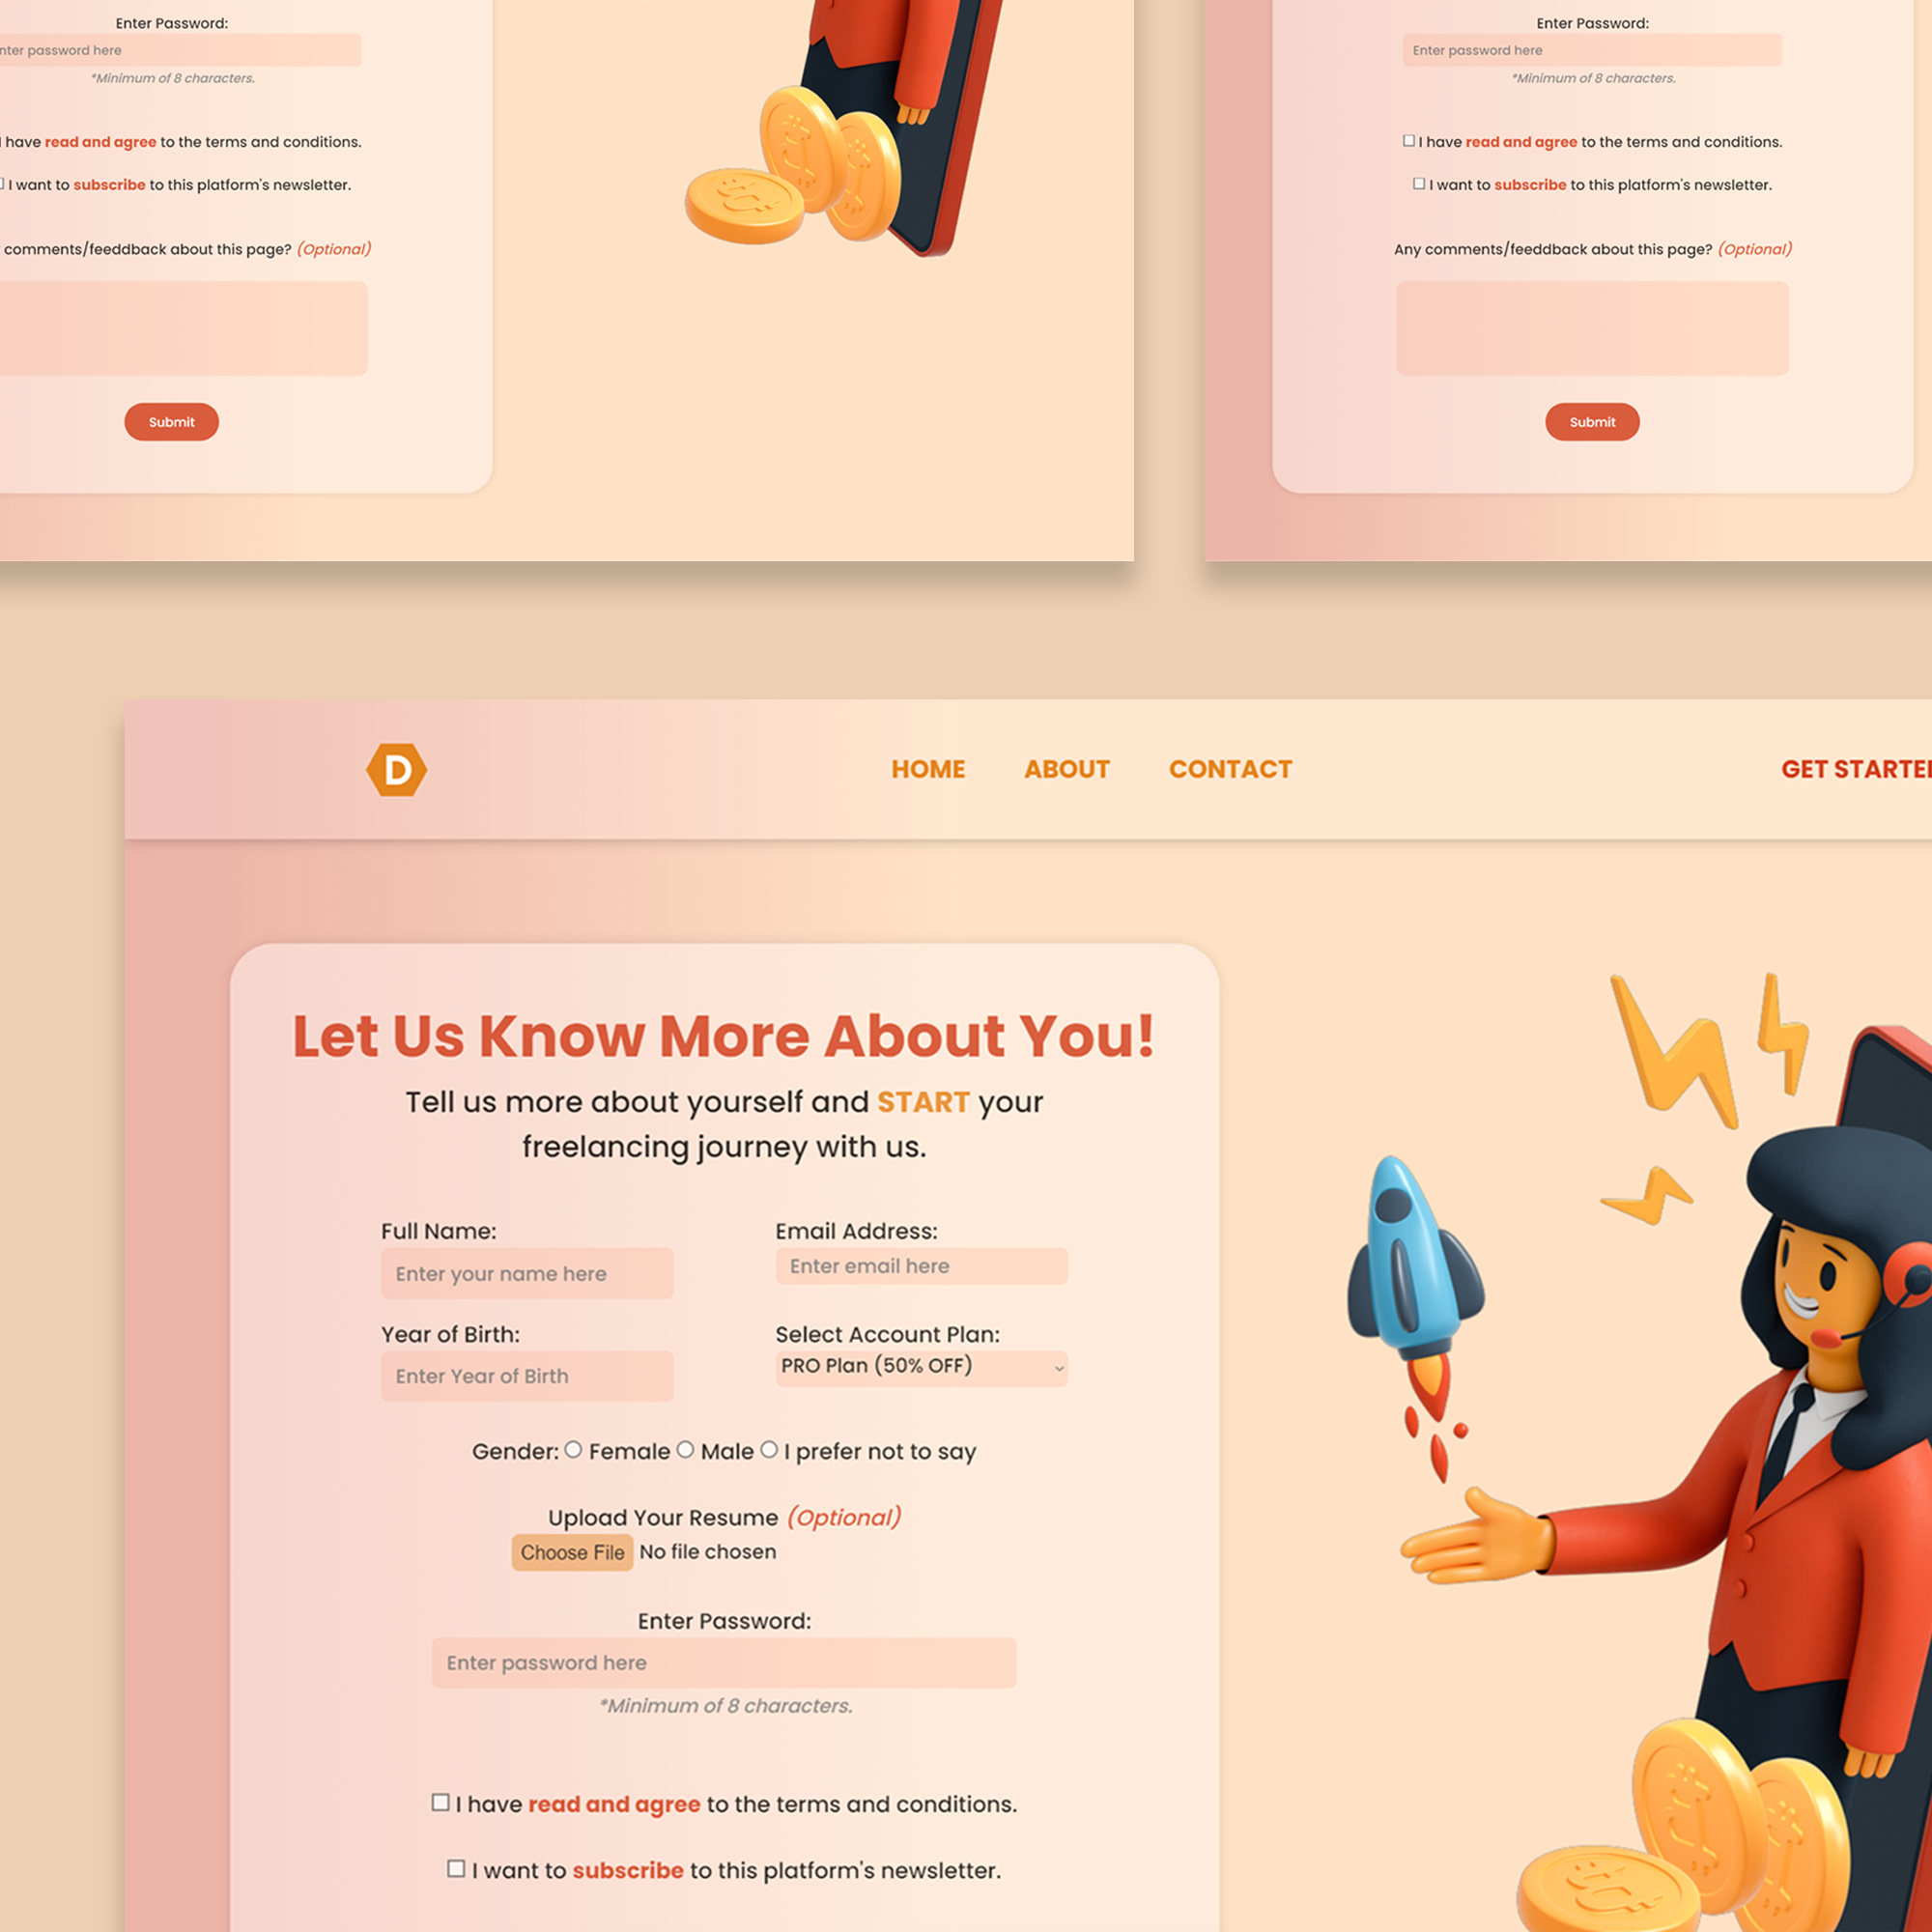 Enter Password:
nter password here
*Minimum of 8 characters.
I have read and agree to the terms and conditions.
I want to subscribe to this platform's newsletter.
comments/feeddback about this page? (Optional)
Submit
Enter Password:
Enter password here
*Minimum of 8 characters.
I have read and agree to the terms and conditions.
I want to subscribe to this platform's newsletter.
Any comments/feeddback about this page? (Optional)
Submit
D
HOME ABOUT CONTACT
GET STARTE
Let Us Know More About You!
Tell us more about yourself and START your
freelancing journey with us.
Full Name: Email Address:
Enter your name here Enter email here
Year of Birth: Select Account Plan:
Enter Year of Birth PRO Plan (50% OFF)
Gender: Female Male I prefer not to say
Upload Your Resume (Optional)
Choose File No file chosen
Enter Password:
Enter password here
*Minimum of 8 characters.
I have read and agree to the terms and conditions.
I want to subscribe to this platform's newsletter.